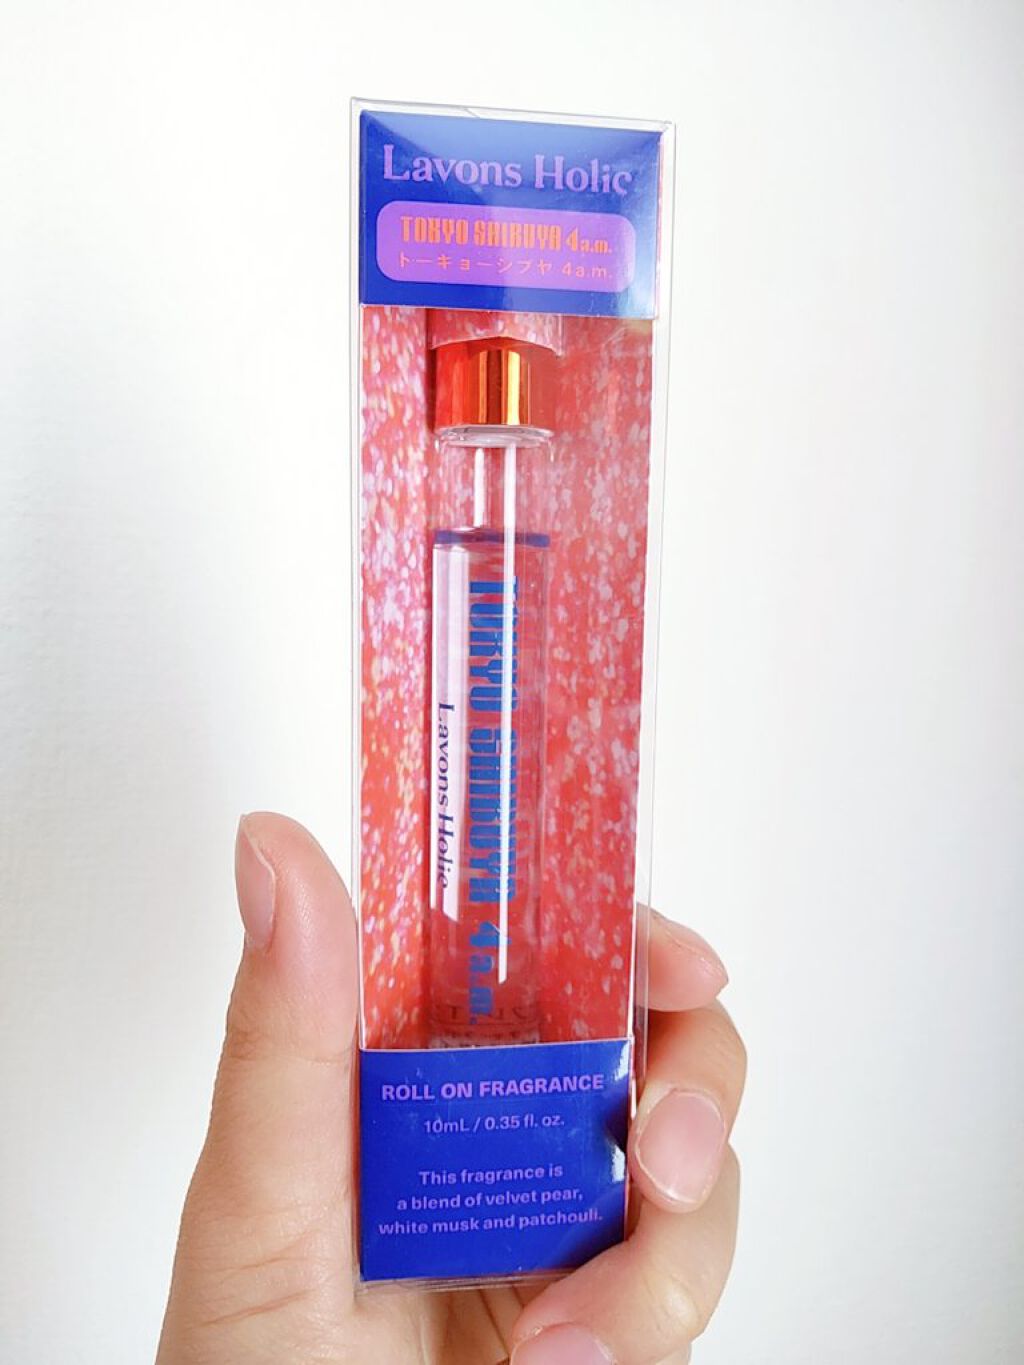 Lavons Holic
TOKYO SHIBUYA 4a.m.
トーキョーシブヤ 4a.m.
TOKYO SHIBUYA 4a.m.
Lavons Holic
ROLL ON FRAGRANCE
10mL / 0.35 fl. oz.
This fragrance is
a blend of velvet pear,
white musk and patchouli.